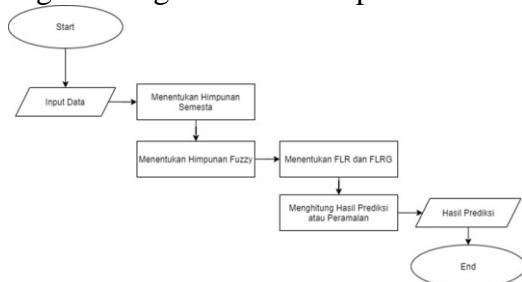 Start
Input Data
Menentukan Himpunan
Semesta
Menentukan Himpunan Fuzzy
Menentukan FLR dan FLRG
Menghitung Hasil Prediksi
atau Peramalan
Hasil Prediksi
End